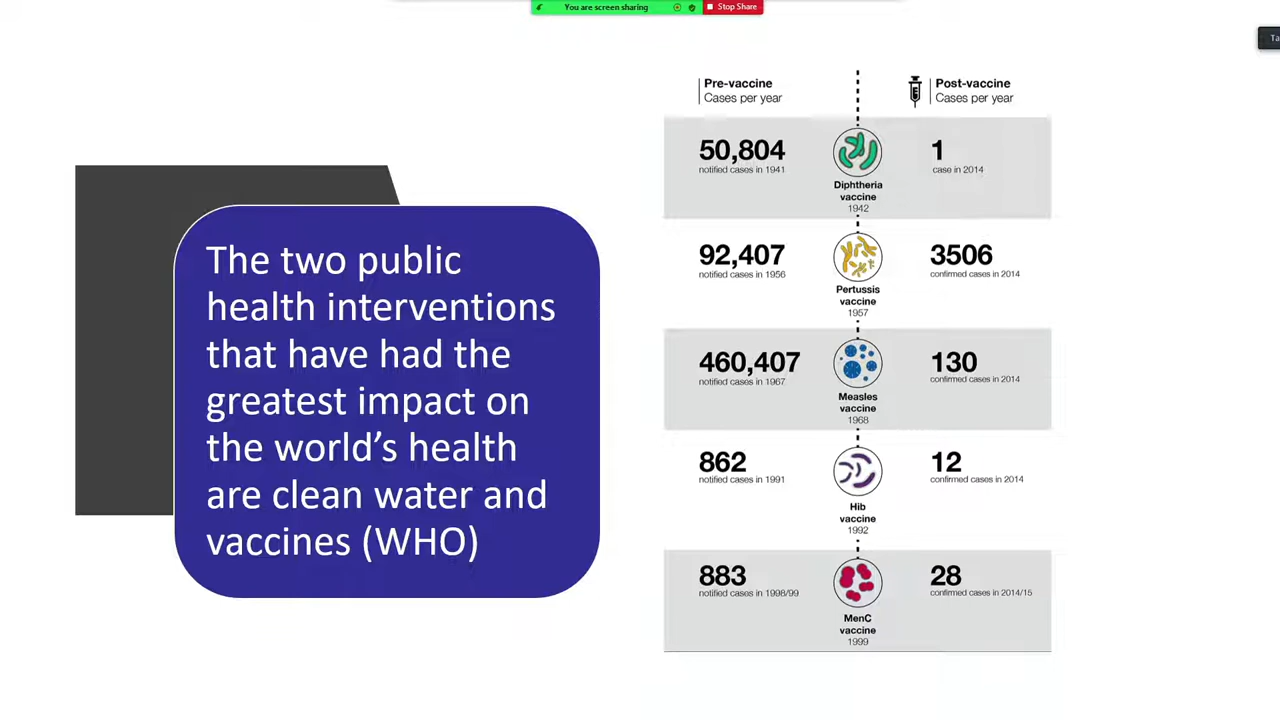 You are screen sharing
Stop Share
Ta
The two public
health interventions
that have had the
greatest impact on
the world's health
are clean water and
vaccines (WHO)
Pre-vaccine
Cases per year
Post-vaccine
Cases per year
50,804
notified cases in 1941
Diphtheria
vaccine
1942
1
case in 2014
92,407
notified cases in 1956
Pertussis
vaccine
1957
3506
confirmed cases in 2014
460,407
notified cases in 1967
Measles
vaccine
1968
130
confirmed cases in 2014
862
notified cases in 1991
Hib
vaccine
1992
12
confirmed cases in 2014
883
notified cases in 1998/99
MenC
vaccine
1999
28
confirmed cases in 2014/15